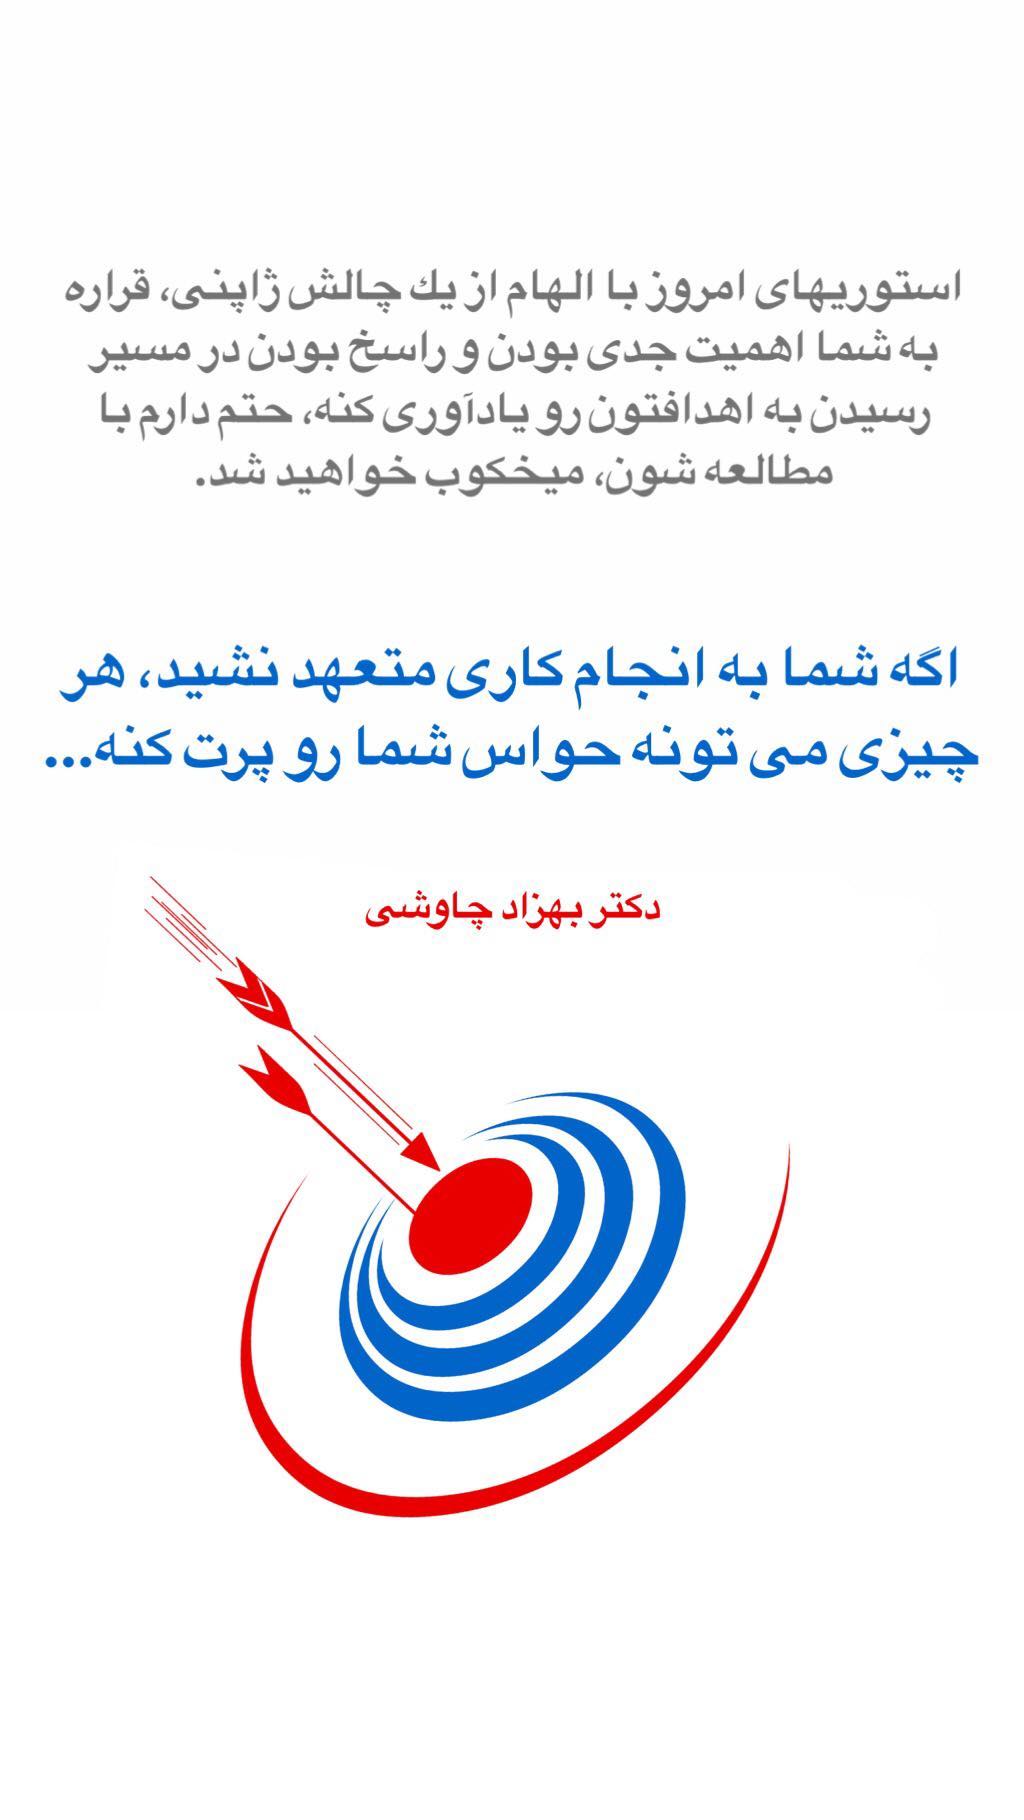 استوریهای امروز با الهام از یك چالش ژاپنی، قراره
به شما اهمیت جدی بودن و راسخ بودن در مسیر
رسیدن به اهدافتون رو یادآوری کنه، حتم دارم با
مطالعه شون، میخکوب خواهید شد.
اگه شما به انجام کاری متعهد نشید، هر
چیزی می تونه حواس شما رو پرت کنه...
دکتر بهزاد چاوشی